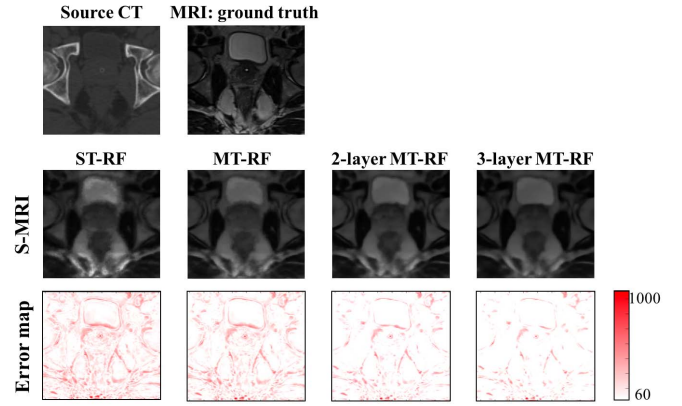 Source CT
MRI: ground truth
ST-RF
MT-RF
2-layer MT-RF
3-layer MT-RF
S-MRI
Error map
1000
60